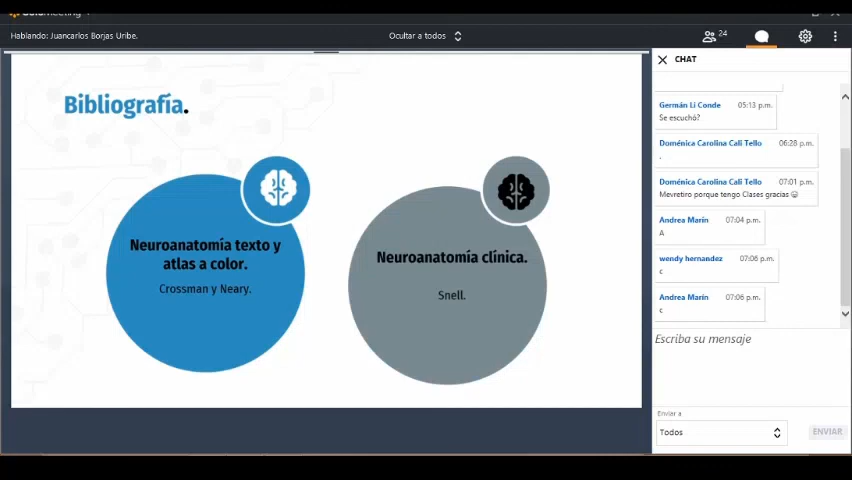 Hablando: Juancarlos Borjas Uribe.
Ocultar a todos
24
CHAT
Bibliografía.
Neuroanatomía texto y
atlas a color.
Crossman y Neary.
Neuroanatomía clínica.
Snell.
Germán Li Conde 05:13 p.m.
Se escuchó?
Doménica Carolina Cali Tello 06:28 p.m.
.
Doménica Carolina Cali Tello 07:01 p.m.
Mevretiro porque tengo Clases gracias 😀
Andrea Marín 07:04 p.m.
A
wendy hernandez 07:06 p.m.
c
Andrea Marín 07:06 p.m.
c
Escriba su mensaje
Enviar a
Todos
ENVIAR